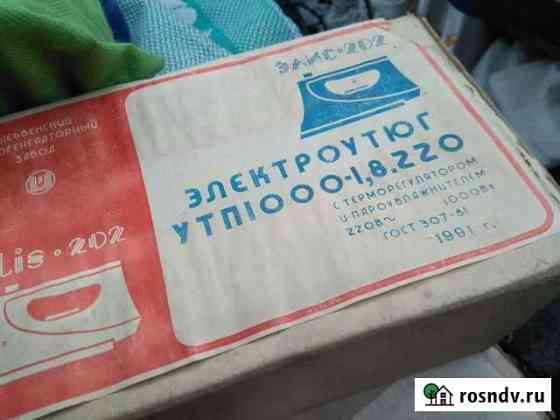 ЗАВОД
lis·202
ЭЛИС·202
ЭЛЕКТРОУТЮГ
УТП1000-1,8.220
С ТЕРМОРЕГУЛЯТОРОМ
И ПАРОУВЛАЖНИТЕЛЕМ
220В~ 1000Вт
ГОСТ 307-81
1991 г.
rosndv.ru